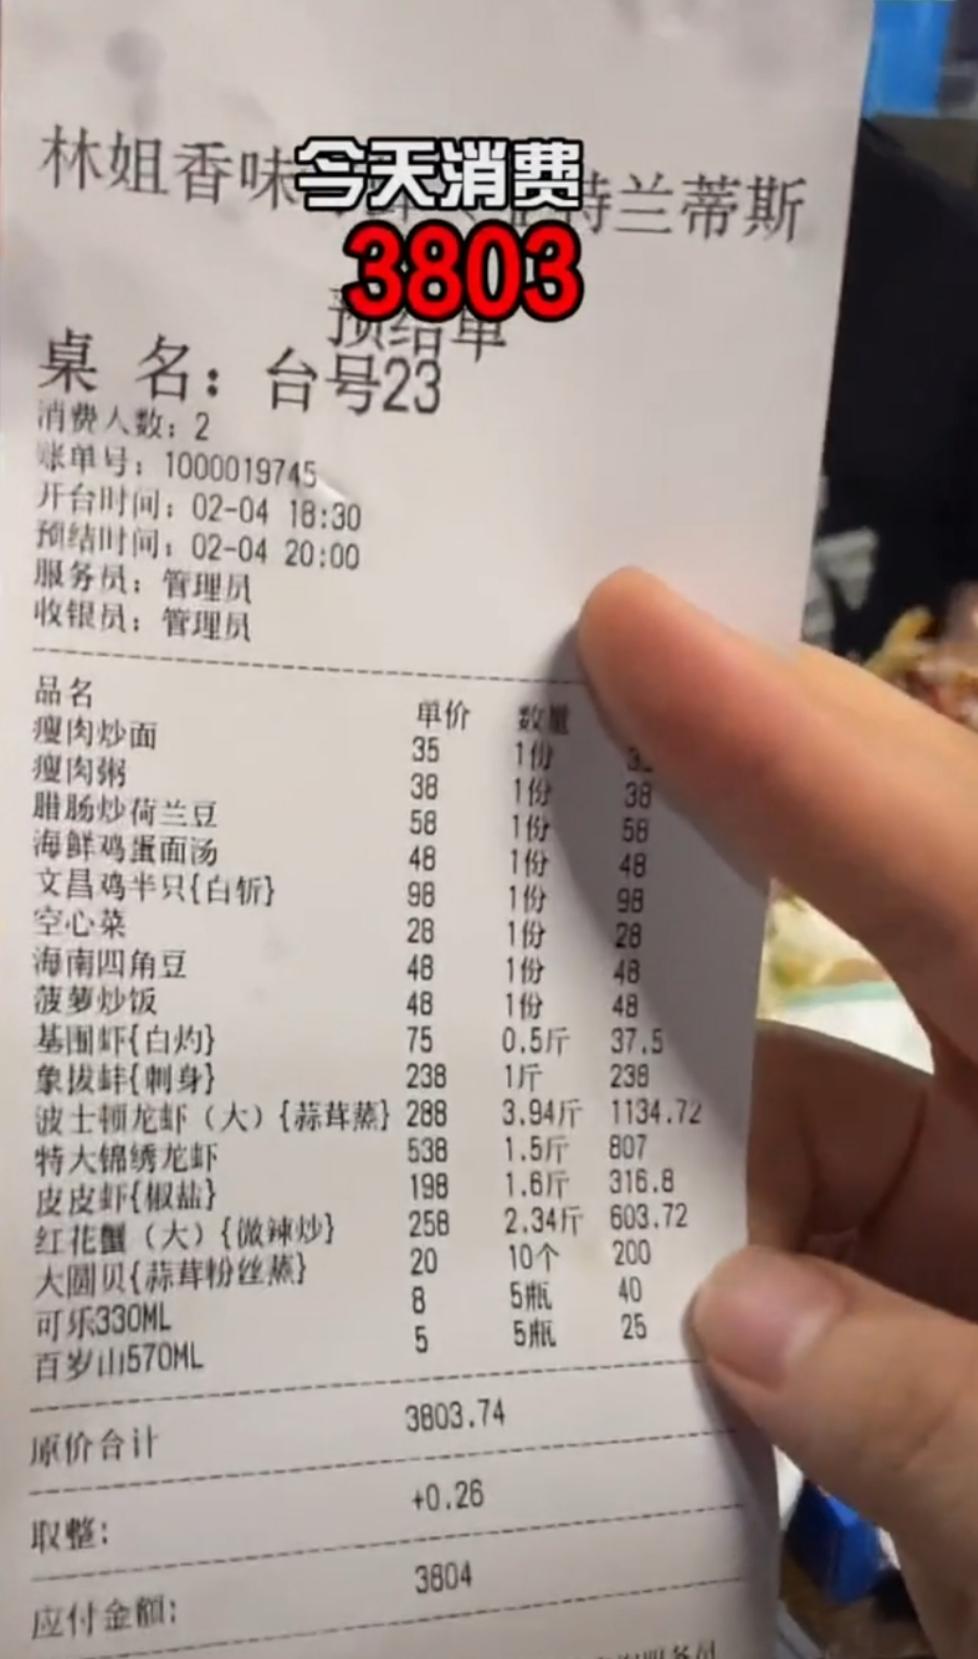 今天消费
3803
林姐香味 特兰蒂斯
预结单
桌 名：台号23
消费人数：2
账单号：1000019745
开台时间：02-04 18:30
预结时间：02-04 20:00
服务员：管理员
收银员：管理员
品名 单价 数量
瘦肉炒面 35 1份
瘦肉粥 38 1份 38
腊肠炒荷兰豆 58 1份 58
海鲜鸡蛋面汤 48 1份 48
文昌鸡半只{白斩} 98 1份 98
空心菜 28 1份 28
海南四角豆 48 1份 48
菠萝炒饭 48 1份 48
基围虾{白灼} 75 0.5斤 37.5
象拔蚌{刺身} 238 1斤 238
波士顿龙虾（大）{蒜茸蒸} 288 3.94斤 1134.72
特大锦绣龙虾 538 1.5斤 807
皮皮虾{椒盐} 198 1.6斤 316.8
红花蟹（大）{微辣炒} 258 2.34斤 603.72
大圆贝{蒜茸粉丝蒸} 20 10个 200
可乐330ML 8 5瓶 40
百岁山570ML 5 5瓶 25
原价合计 3803.74
取整： +0.26
应付金额： 3804